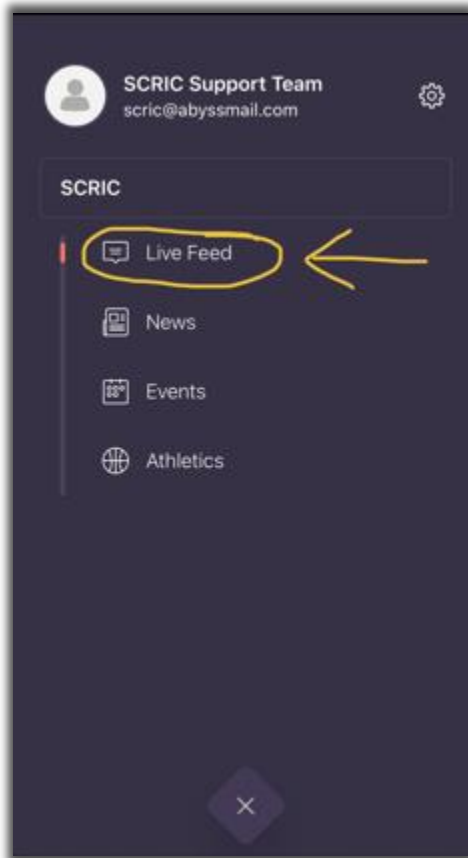 SCRIC Support Team
scric@abyssmail.com
SCRIC
Live Feed
News
Events
Athletics